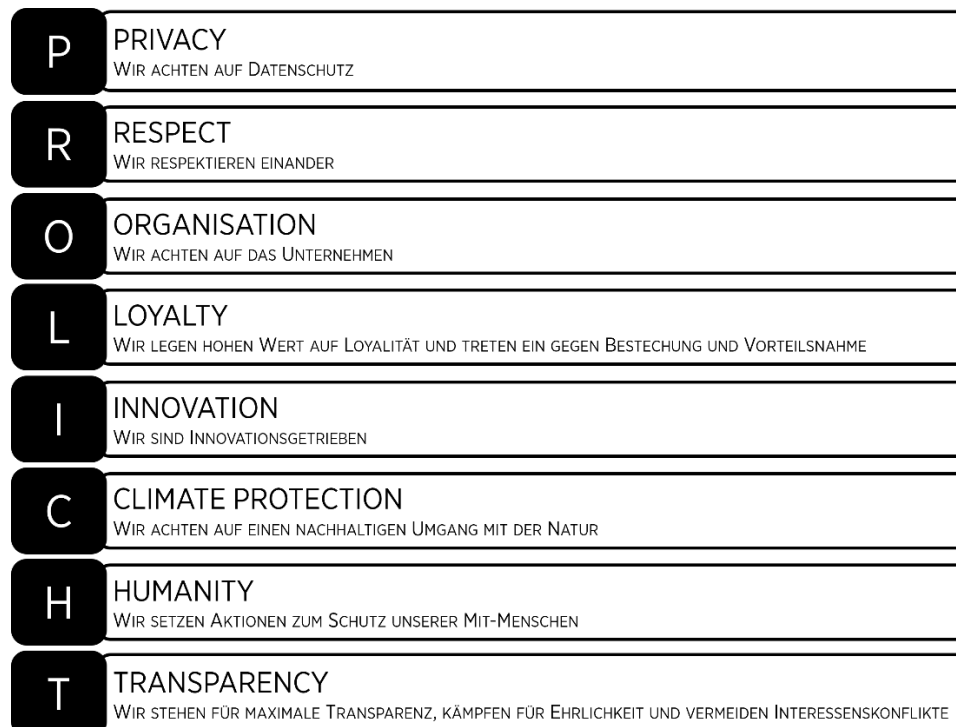 P
PRIVACY
Wir achten auf Datenschutz
R
RESPECT
Wir respektieren einander
O
ORGANISATION
Wir achten auf das Unternehmen
L
LOYALTY
Wir legen hohen Wert auf Loyalität und treten ein gegen Bestechung und Vorteilsnahme
I
INNOVATION
Wir sind Innovationsgetrieben
C
CLIMATE PROTECTION
Wir achten auf einen nachhaltigen Umgang mit der Natur
H
HUMANITY
Wir setzen Aktionen zum Schutz unserer Mit-Menschen
T
TRANSPARENCY
Wir stehen für maximale Transparenz, kämpfen für Ehrlichkeit und vermeiden Interessenskonflikte